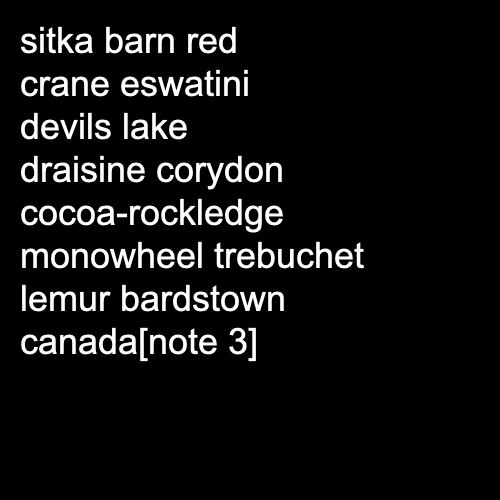 sitka barn red
crane eswatini
devils lake
draisine corydon
cocoa-rockledge
monowheel trebuchet
lemur bardstown
canada[note 3]